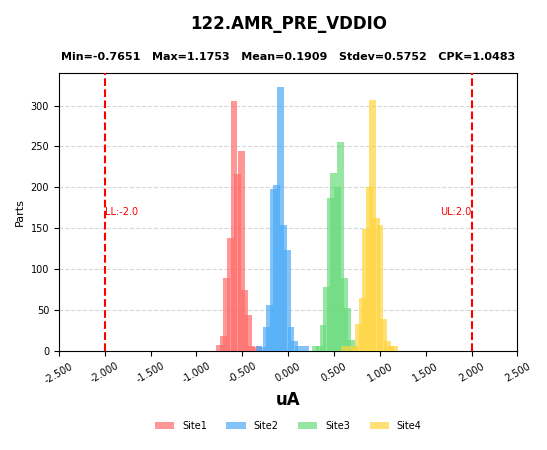 122.AMR_PRE_VDDIO
Min=-0.7651 Max=1.1753 Mean=0.1909 Stdev=0.5752 CPK=1.0483
Parts
300
250
200
150
100
50
0
LL:-2.0
UL:2.0
-2.500 -2.000 -1.500 -1.000 -0.500 0.000 0.500 1.000 1.500 2.000 2.500
uA
Site1 Site2 Site3 Site4